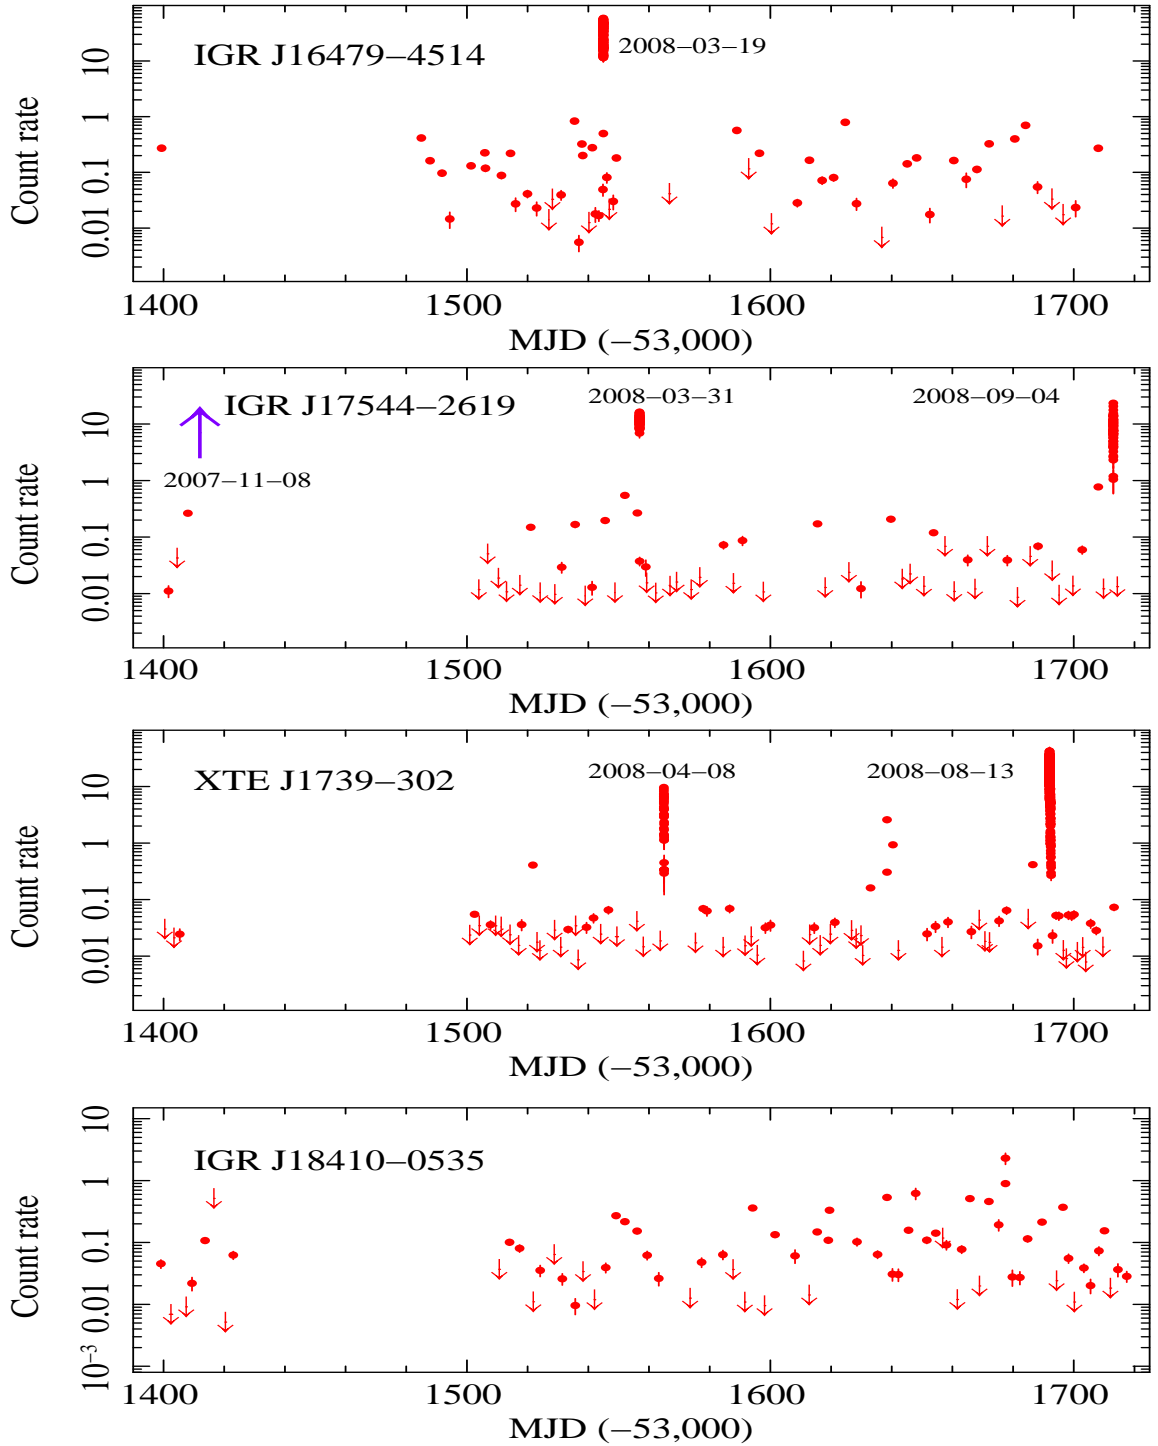 Count rate
10
1
0.1
0.01
IGR J16479−4514
2008−03−19
1400 1500 1600 1700
MJD (−53,000)
Count rate
10
1
0.1
0.01
IGR J17544−2619
2008−03−31
2008−09−04
2007−11−08
1400 1500 1600 1700
MJD (−53,000)
Count rate
10
1
0.1
0.01
XTE J1739−302
2008−04−08
2008−08−13
1400 1500 1600 1700
MJD (−53,000)
Count rate
10
1
0.1
0.01
10⁻³
IGR J18410−0535
1400 1500 1600 1700
MJD (−53,000)